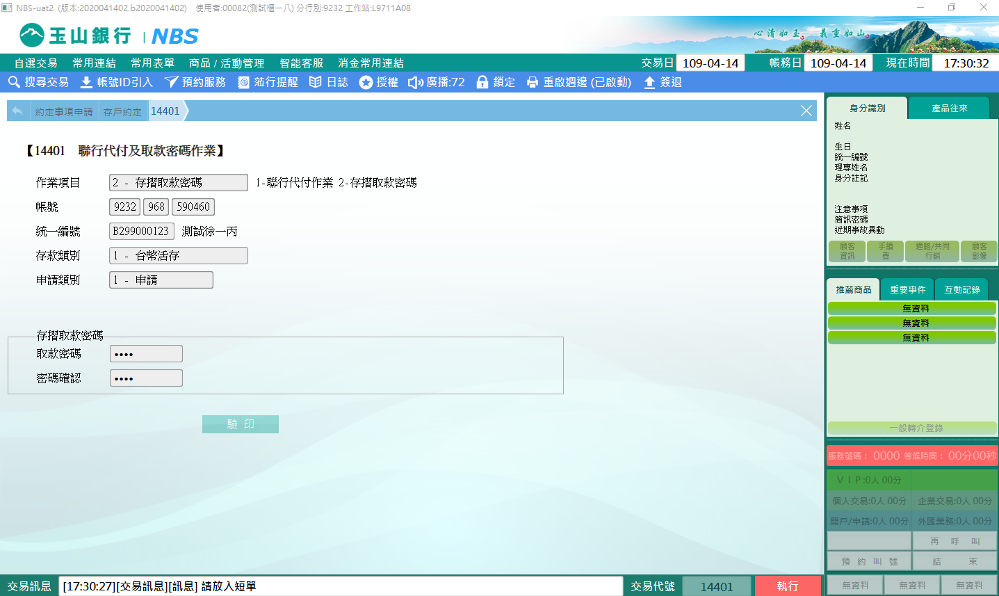 NBS-uat2 (版本:2020041402.b2020041402) 使用者:00082(測試櫃一八) 分行別:9232 工作站:L9711A08
玉山銀行 | NBS
心清如玉。義重如山。
自選交易 常用連結 常用表單 商品 / 活動管理 智能客服 消金常用連結 交易日 109-04-14 帳務日 109-04-14 現在時間 17:30:32
搜尋交易 帳號ID引入 預約服務 蒞行提醒 日誌 授權 廣播:72 鎖定 重啟週邊 (已啟動) 簽退
約定事項申請 存戶約定 14401
【14401 聯行代付及取款密碼作業】
作業項目 2 - 存摺取款密碼 1-聯行代付作業 2-存摺取款密碼
帳號 9232 968 590460
統一編號 B299000123 測試徐一丙
存款類別 1 - 台幣活存
申請類別 1 - 申請
存摺取款密碼
取款密碼 ••••
密碼確認 ••••
驗 印
身分識別 產品往來
姓名
生日
統一編號
理專姓名
身分註記
注意事項
簡訊密碼
近期事故異動
顧客資訊 手續費 通路/共同行銷 顧客影像
推薦商品 重要事件 互動記錄
無資料
無資料
無資料
一般轉介登錄
服務號碼: 0000 等候時間: 00分00秒
VIP:0人 00分
個人交易:0人 00分 企業交易:0人 00分
開戶/申請:0人 00分 外匯業務:0人 00分
再 呼 叫
預 約 叫 號 結 束
無資料 無資料 無資料
交易訊息 [17:30:27][交易訊息][訊息] 請放入短單 交易代號 14401 執行